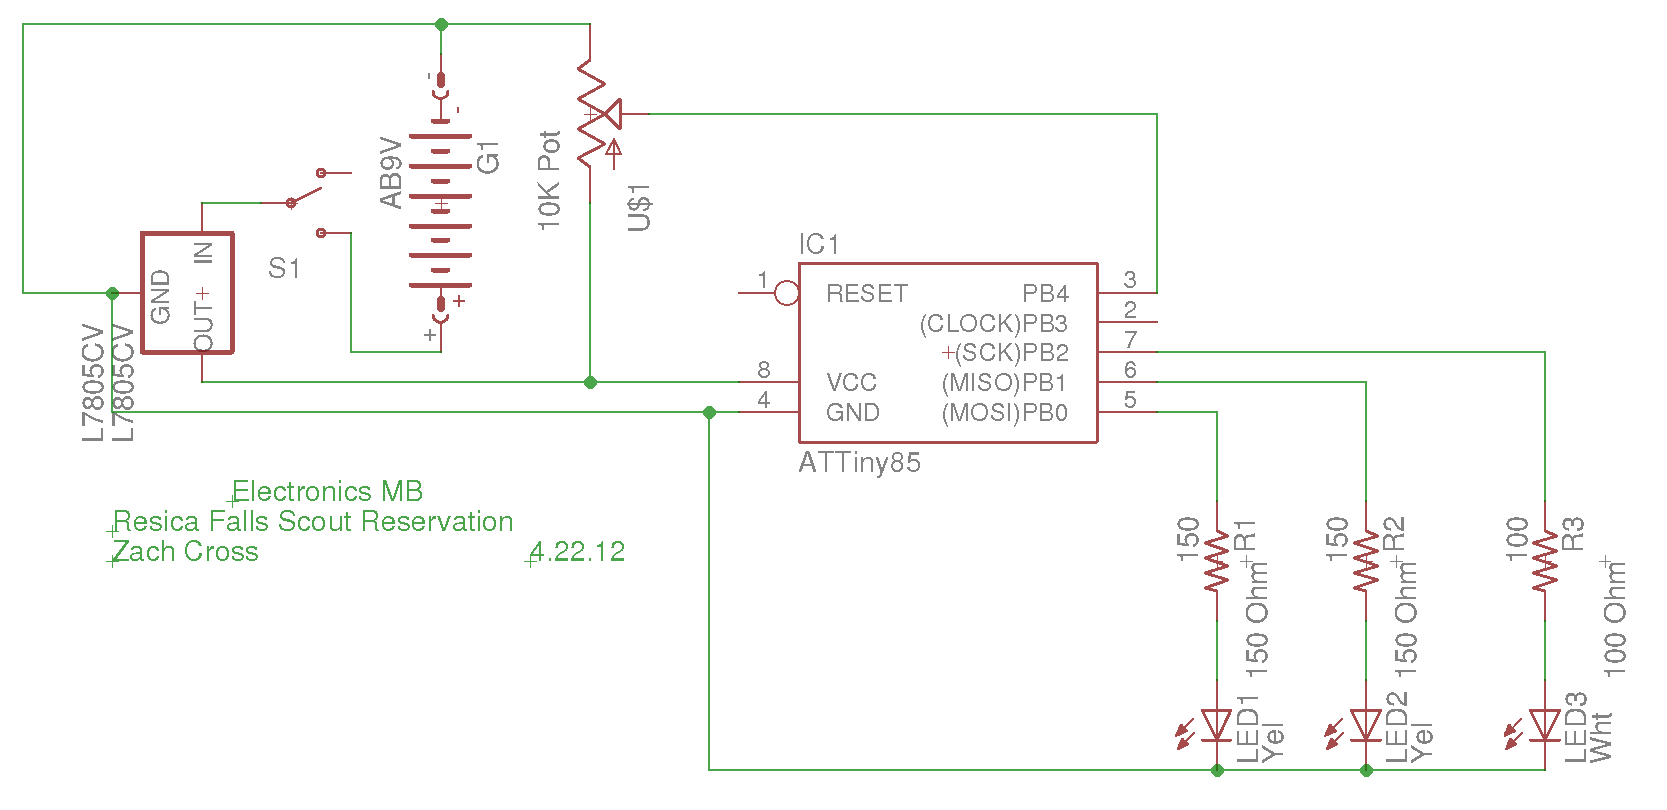 AB9V
G1
-
-
+
+
10K Pot
U$1
S1
GND
IN
OUT
L7805CV
L7805CV
IC1
1
RESET
PB4
3
(CLOCK)PB3
2
(SCK)PB2
7
8
VCC
(MISO)PB1
6
4
GND
(MOSI)PB0
5
ATTiny85
Electronics MB
Resica Falls Scout Reservation
Zach Cross
4.22.12
150
R1
150 Ohm
150
R2
150 Ohm
100
R3
100 Ohm
LED1
Yel
LED2
Yel
LED3
Wht